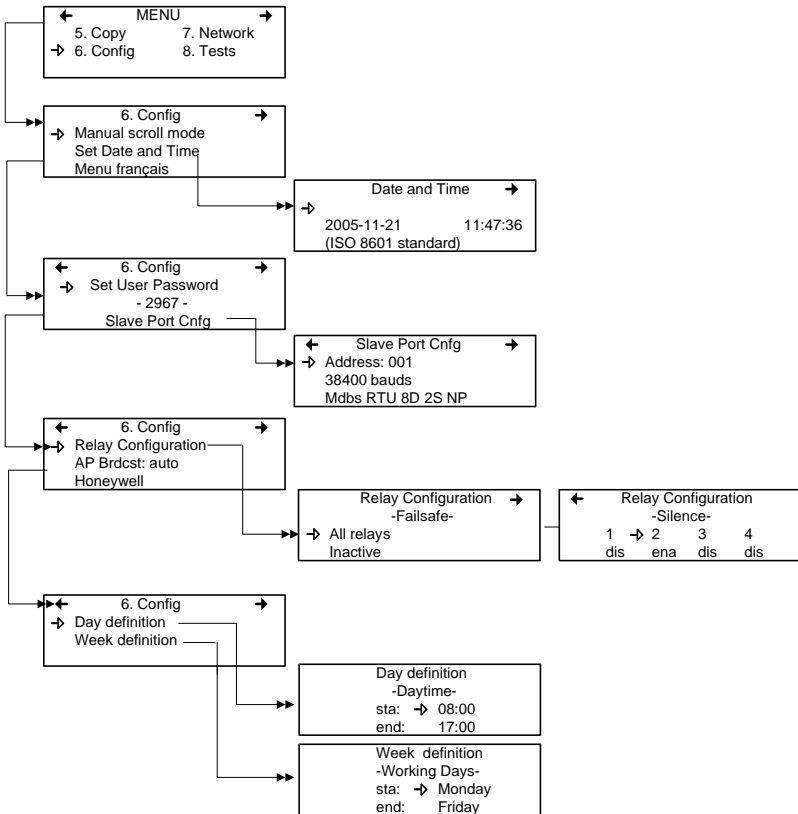 MENU
5. Copy 7. Network
6. Config 8. Tests
6. Config
Manual scroll mode
Set Date and Time
Menu français
Date and Time
2005-11-21 11:47:36
(ISO 8601 standard)
6. Config
Set User Password
- 2967 -
Slave Port Cnfg
Slave Port Cnfg
Address: 001
38400 bauds
Mdbs RTU 8D 2S NP
6. Config
Relay Configuration
AP Brdcst: auto
Honeywell
Relay Configuration
-Failsafe-
All relays
Inactive
Relay Configuration
-Silence-
1 2 3 4
dis ena dis dis
6. Config
Day definition
Week definition
Day definition
-Daytime-
sta: 08:00
end: 17:00
Week definition
-Working Days-
sta: Monday
end: Friday